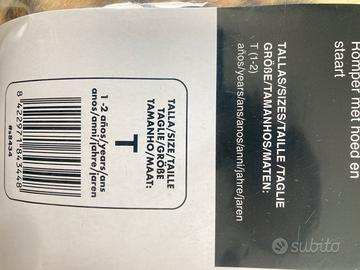 Romper met hoed en
staart
TALLAS/SIZES/TAILLE /TAGLIE
GRÖßE/TAMANHOS/MATEN:
T (1-2)
años/years/ans/anos/anni/jahre/jaren
TALLA/SIZE/TAILLE
TAGLIE/GRÖßE
TAMANHO/MAAT:
T
1 -2 años/years/ans
anos/anni/jahre/jaren
8 422971 843448
#s8434
subito